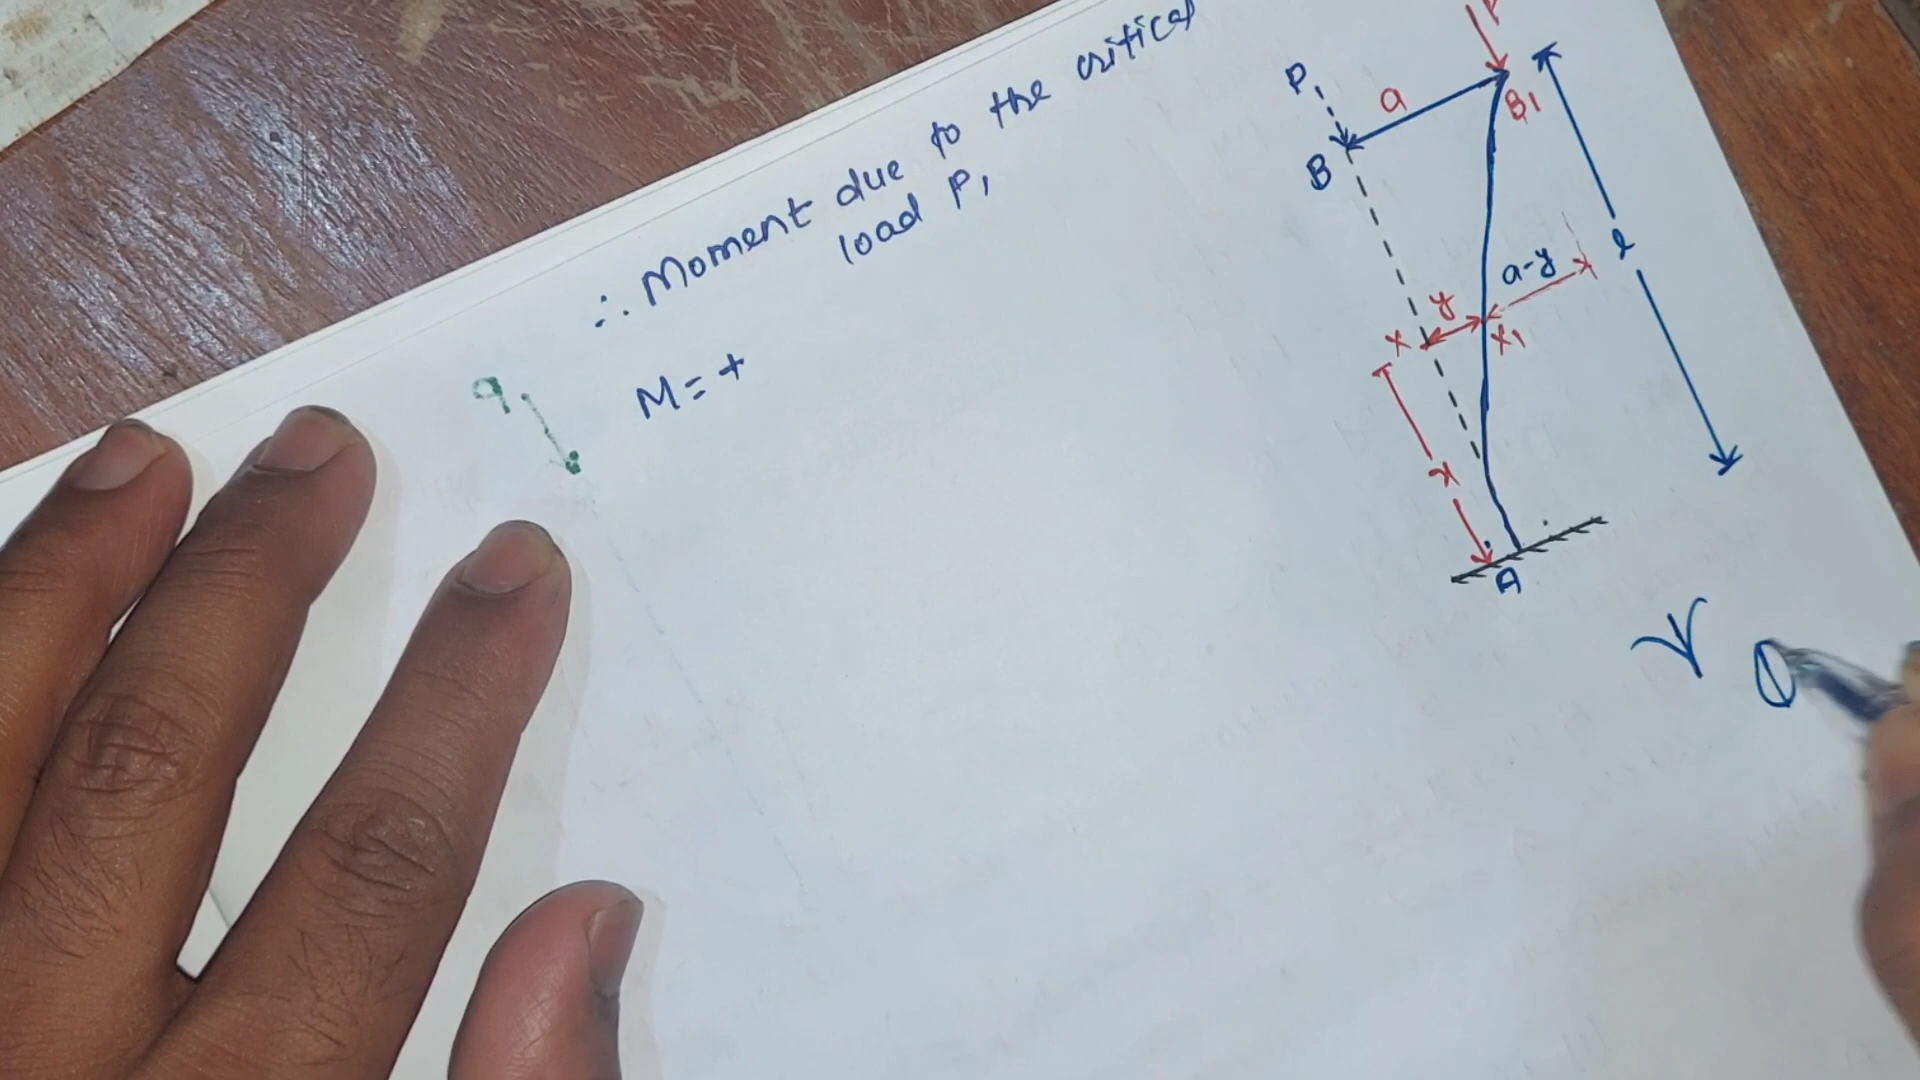 ∴ Moment due to the critical
load P,
M = +
P
P
a
B1
B
l
a-y
y
x
x1
x
A